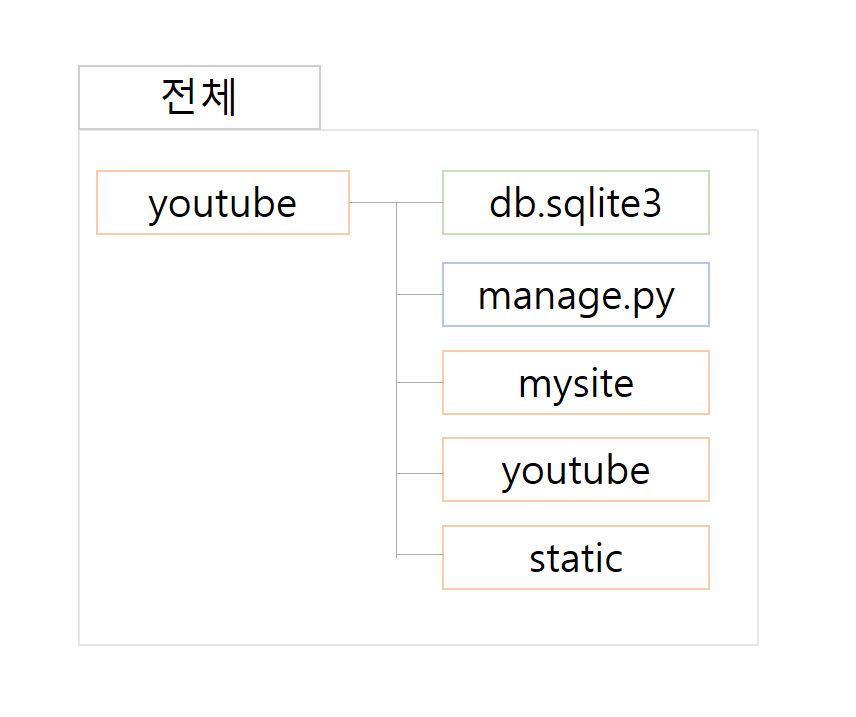 전체
youtube
db.sqlite3
manage.py
mysite
youtube
static